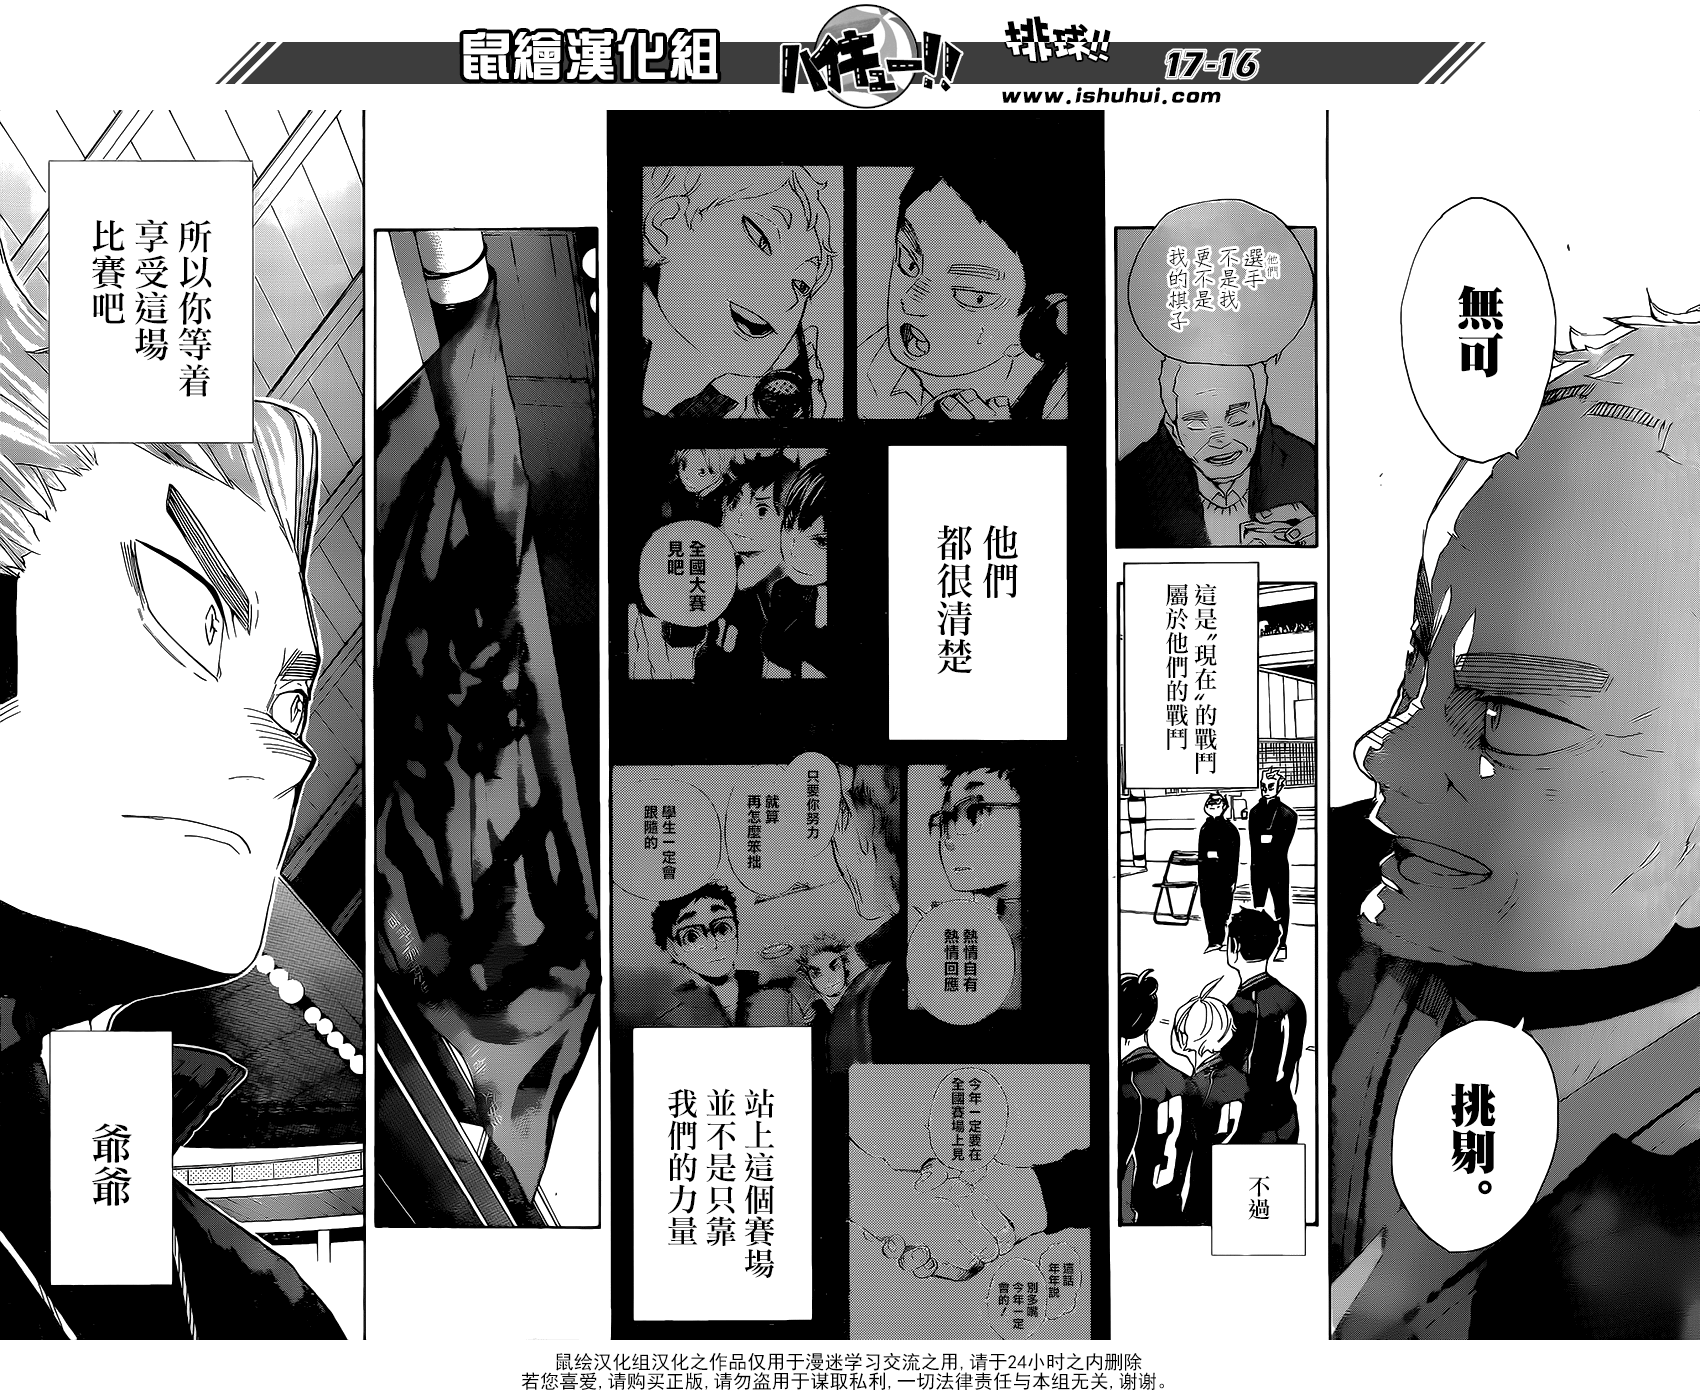 鼠繪漢化組
ハイキュー!!
排球!!
17-16
www.ishuhui.com
無可
挑剔。
他們
選手
不是我
更不是
我的棋子
這是〝現在〞的戰鬥
屬於他們的戰鬥
不過
他們
都很清楚
全國大賽
見吧
熱情自有
熱情回應
只要你努力
就算
再怎麼笨拙
學生一定會
跟隨的
今年一定要在
全國賽場上見
這話
年年說
別多嘴
今年一定
會的！
站上這個賽場
並不是只靠
我們的力量
所以你等着
享受這場
比賽吧
爺爺
3
2
1
鼠绘汉化组汉化之作品仅用于漫迷学习交流之用, 请于24小时之内删除
若您喜爱, 请购买正版, 请勿盗用于谋取私利, 一切法律责任与本组无关, 谢谢。